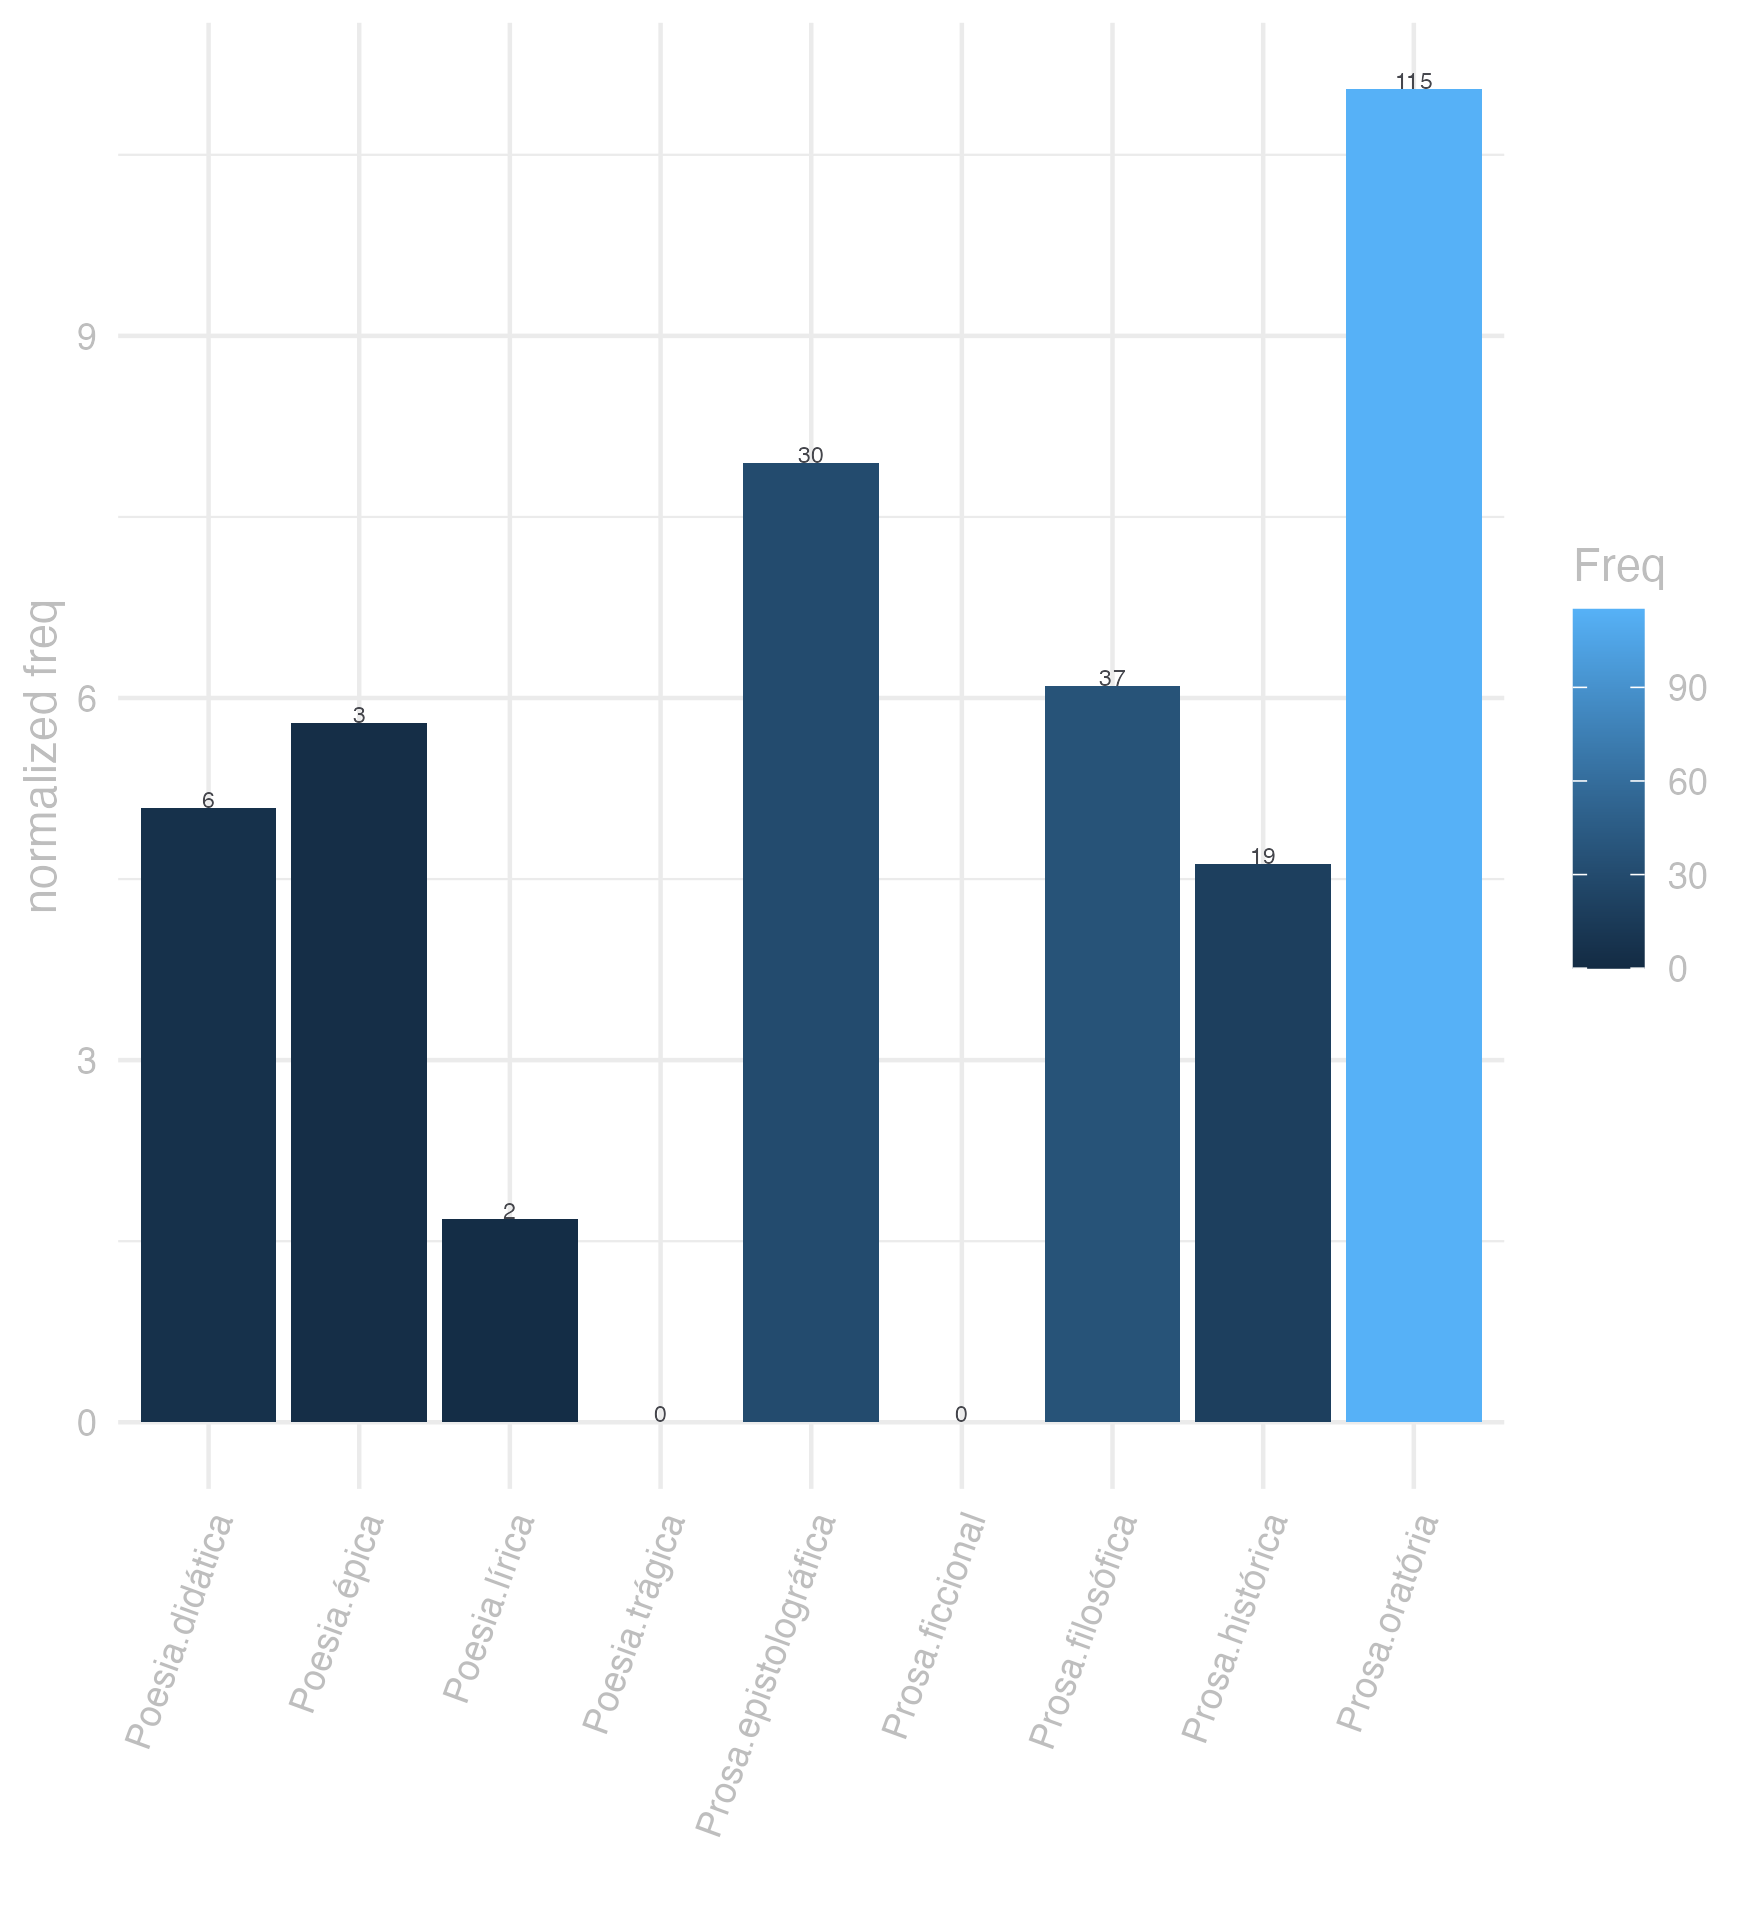 115
9
30
Freq
normalized freq
6
37
90
3
60
6
19
30
0
2
3
0
0
0
Poesia.didática
Poesia.épica
Poesia.lírica
Poesia.trágica
Prosa.epistolográfica
Prosa.ficcional
Prosa.filosófica
Prosa.histórica
Prosa.oratória